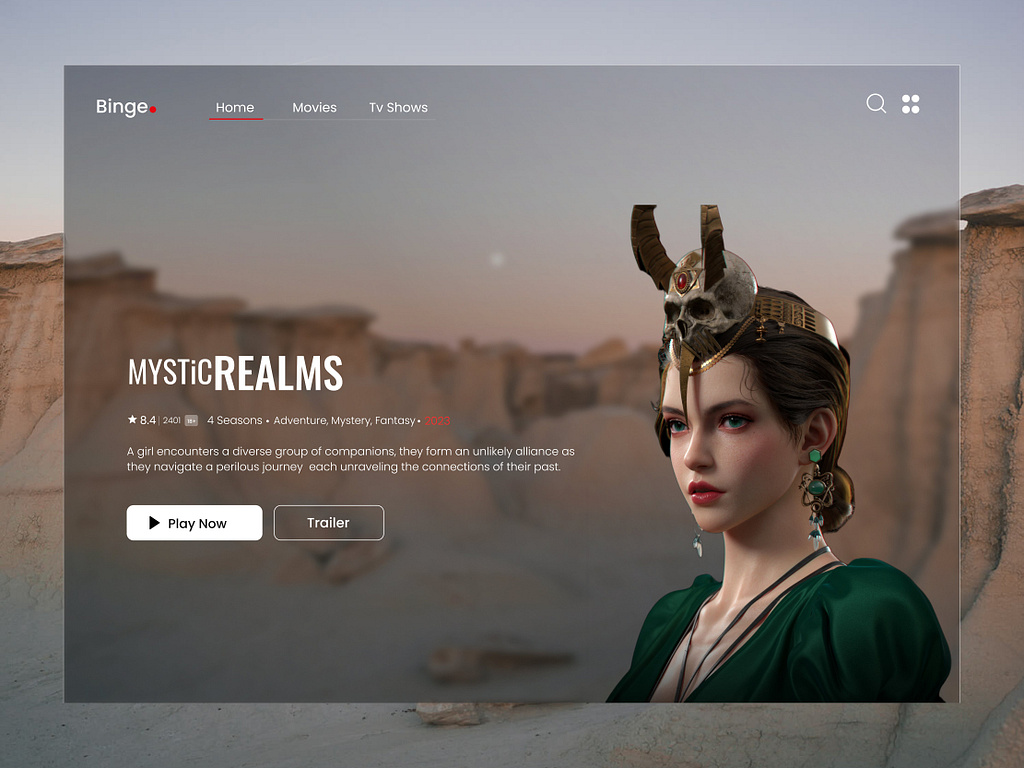 Binge.
Home Movies Tv Shows
MYSTiCREALMS
8.4 | 2401 18+ 4 Seasons • Adventure, Mystery, Fantasy • 2023
A girl encounters a diverse group of companions, they form an unlikely alliance as
they navigate a perilous journey each unraveling the connections of their past.
Play Now Trailer